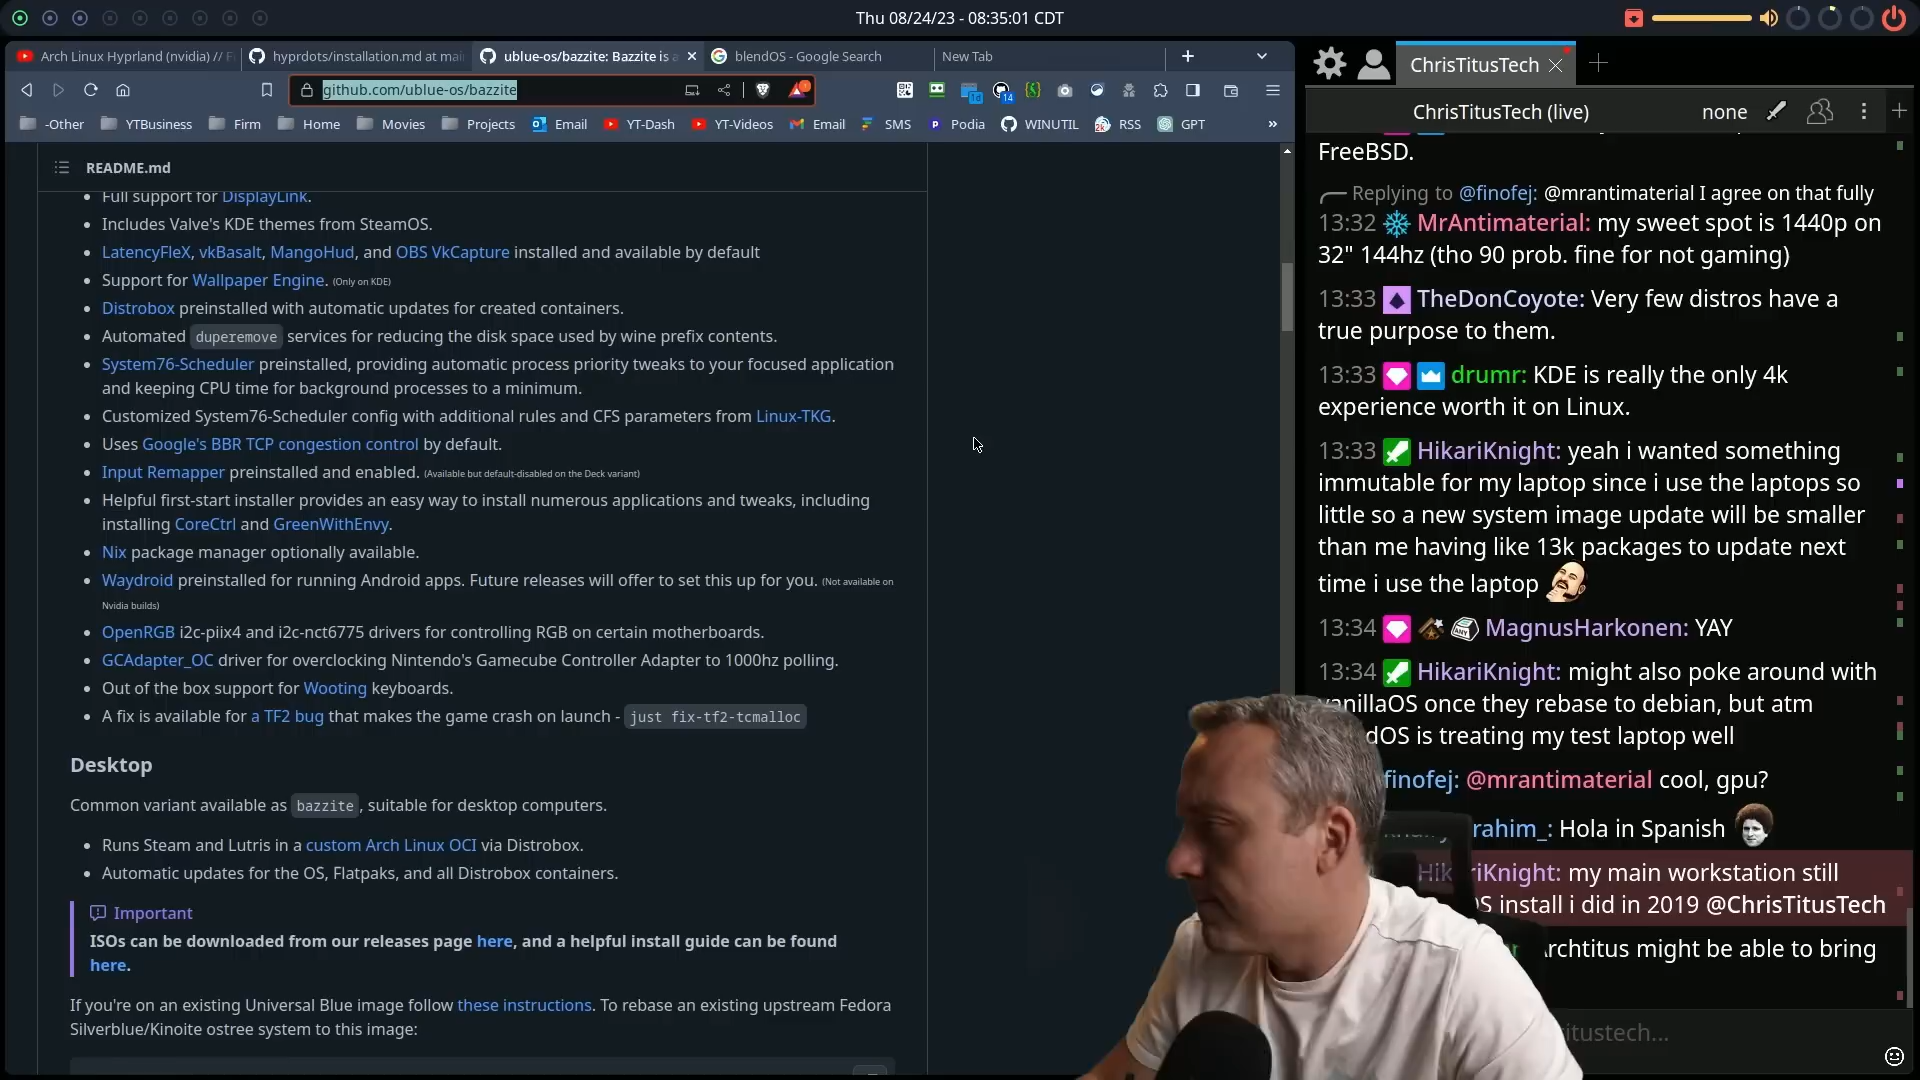 Thu 08/24/23 - 08:35:01 CDT
Arch Linux Hyprland (nvidia) //
hyprdots/installation.md at mai
ublue-os/bazzite: Bazzite is a
blendOS - Google Search
New Tab
github.com/ublue-os/bazzite
1d
14
-Other
YTBusiness
Firm
Home
Movies
Projects
Email
YT-Dash
YT-Videos
Email
SMS
Podia
WINUTIL
RSS
GPT
»
README.md
Full support for DisplayLink.
Includes Valve's KDE themes from SteamOS.
LatencyFleX, vkBasalt, MangoHud, and OBS VkCapture installed and available by default
Support for Wallpaper Engine. (Only on KDE)
Distrobox preinstalled with automatic updates for created containers.
Automated duperemove services for reducing the disk space used by wine prefix contents.
System76-Scheduler preinstalled, providing automatic process priority tweaks to your focused application
and keeping CPU time for background processes to a minimum.
Customized System76-Scheduler config with additional rules and CFS parameters from Linux-TKG.
Uses Google's BBR TCP congestion control by default.
Input Remapper preinstalled and enabled. (Available but default-disabled on the Deck variant)
Helpful first-start installer provides an easy way to install numerous applications and tweaks, including
installing CoreCtrl and GreenWithEnvy.
Nix package manager optionally available.
Waydroid preinstalled for running Android apps. Future releases will offer to set this up for you. (Not available on
Nvidia builds)
OpenRGB i2c-piix4 and i2c-nct6775 drivers for controlling RGB on certain motherboards.
GCAdapter_OC driver for overclocking Nintendo's Gamecube Controller Adapter to 1000hz polling.
Out of the box support for Wooting keyboards.
A fix is available for a TF2 bug that makes the game crash on launch - just fix-tf2-tcmalloc
Desktop
Common variant available as bazzite, suitable for desktop computers.
Runs Steam and Lutris in a custom Arch Linux OCI via Distrobox.
Automatic updates for the OS, Flatpaks, and all Distrobox containers.
Important
ISOs can be downloaded from our releases page here, and a helpful install guide can be found
here.
If you're on an existing Universal Blue image follow these instructions. To rebase an existing upstream Fedora
Silverblue/Kinoite ostree system to this image:
ChrisTitusTech
ChrisTitusTech (live)
none
FreeBSD.
Replying to @finofej: @mrantimaterial I agree on that fully
13:32 MrAntimaterial: my sweet spot is 1440p on
32" 144hz (tho 90 prob. fine for not gaming)
13:33 TheDonCoyote: Very few distros have a
true purpose to them.
13:33 drumr: KDE is really the only 4k
experience worth it on Linux.
13:33 HikariKnight: yeah i wanted something
immutable for my laptop since i use the laptops so
little so a new system image update will be smaller
than me having like 13k packages to update next
time i use the laptop
13:34 MagnusHarkonen: YAY
13:34 HikariKnight: might also poke around with
vanillaOS once they rebase to debian, but atm
dOS is treating my test laptop well
finofej: @mrantimaterial cool, gpu?
rahim_: Hola in Spanish
HikariKnight: my main workstation still
OS install i did in 2019 @ChrisTitusTech
Archtitus might be able to bring
itustech...